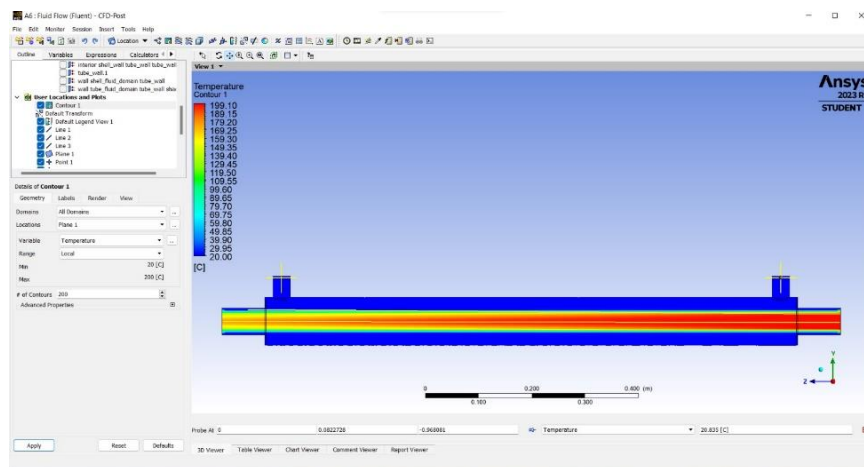 A6 : Fluid Flow (Fluent) - CFD-Post
File Edit Monitor Session Insert Tools Help
Location
Outline Variables Expressions Calculators
interior shell_wall tube_wall tube_wall
tube_wall.1
wall shell_fluid_domain tube_wall
wall tube_fluid_domain tube_wall shad
User Locations and Plots
Contour 1
Default Transform
Default Legend View 1
Line 1
Line 2
Line 3
Plane 1
Point 1
Details of Contour 1
Geometry Labels Render View
Domains All Domains
Locations Plane 1
Variable Temperature
Range Local
Min 20 [C]
Max 200 [C]
# of Contours 200
Advanced Properties
Apply Reset Defaults
View 1
Temperature
Contour 1
199.10
189.15
179.20
169.25
159.30
149.35
139.40
129.45
119.50
109.55
99.60
89.65
79.70
69.75
59.80
49.85
39.90
29.95
20.00
[C]
Ansys
2023 R
STUDENT
0 0.200 0.400 (m)
0.100 0.300
Y
Z
Probe At 0 0.0822728 -0.968081 Temperature 20.835 [C]
3D Viewer Table Viewer Chart Viewer Comment Viewer Report Viewer